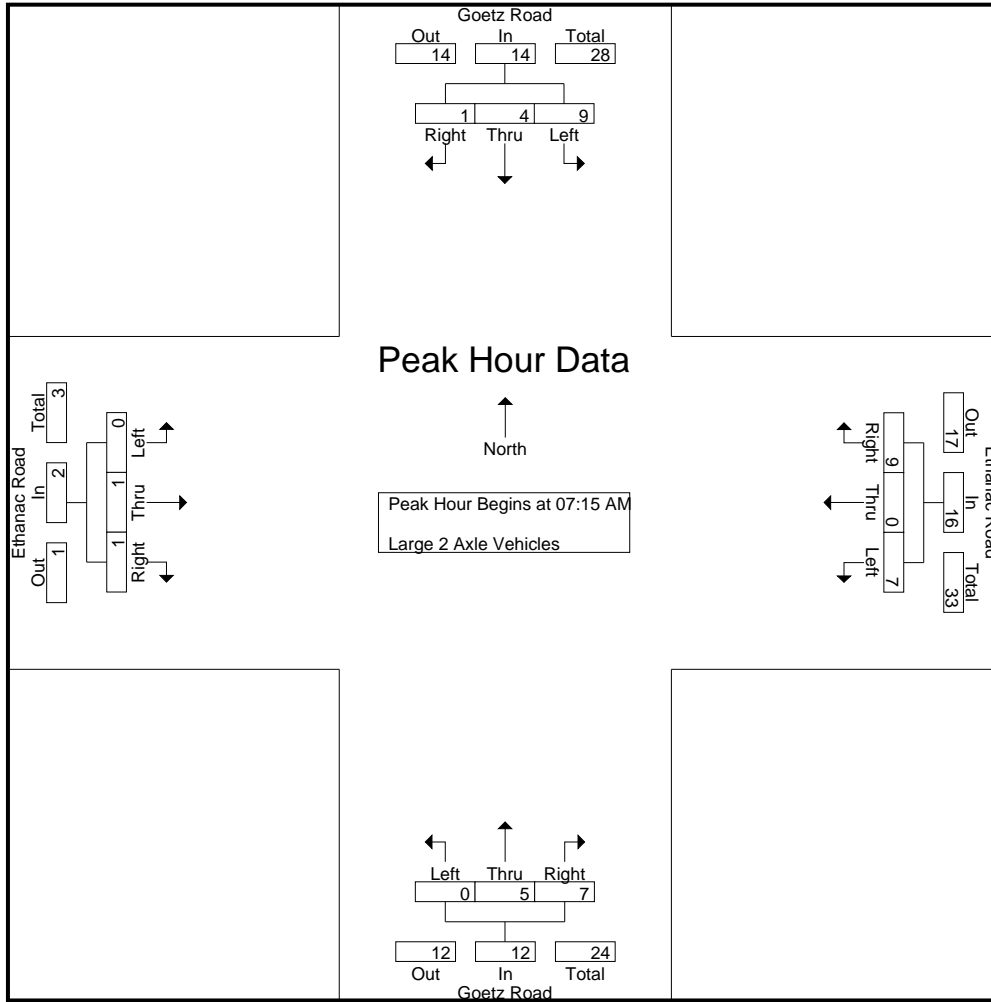 Goetz Road
Out In Total
14 14 28
1 4 9
Right Thru Left
Peak Hour Data
North
Peak Hour Begins at 07:15 AM
Large 2 Axle Vehicles
Ethanac Road
Out In Total
1 2 3
Left Thru Right
0 1 1
Ethanac Road
Out In Total
17 16 33
Right Thru Left
9 0 7
Left Thru Right
0 5 7
12 12 24
Out In Total
Goetz Road